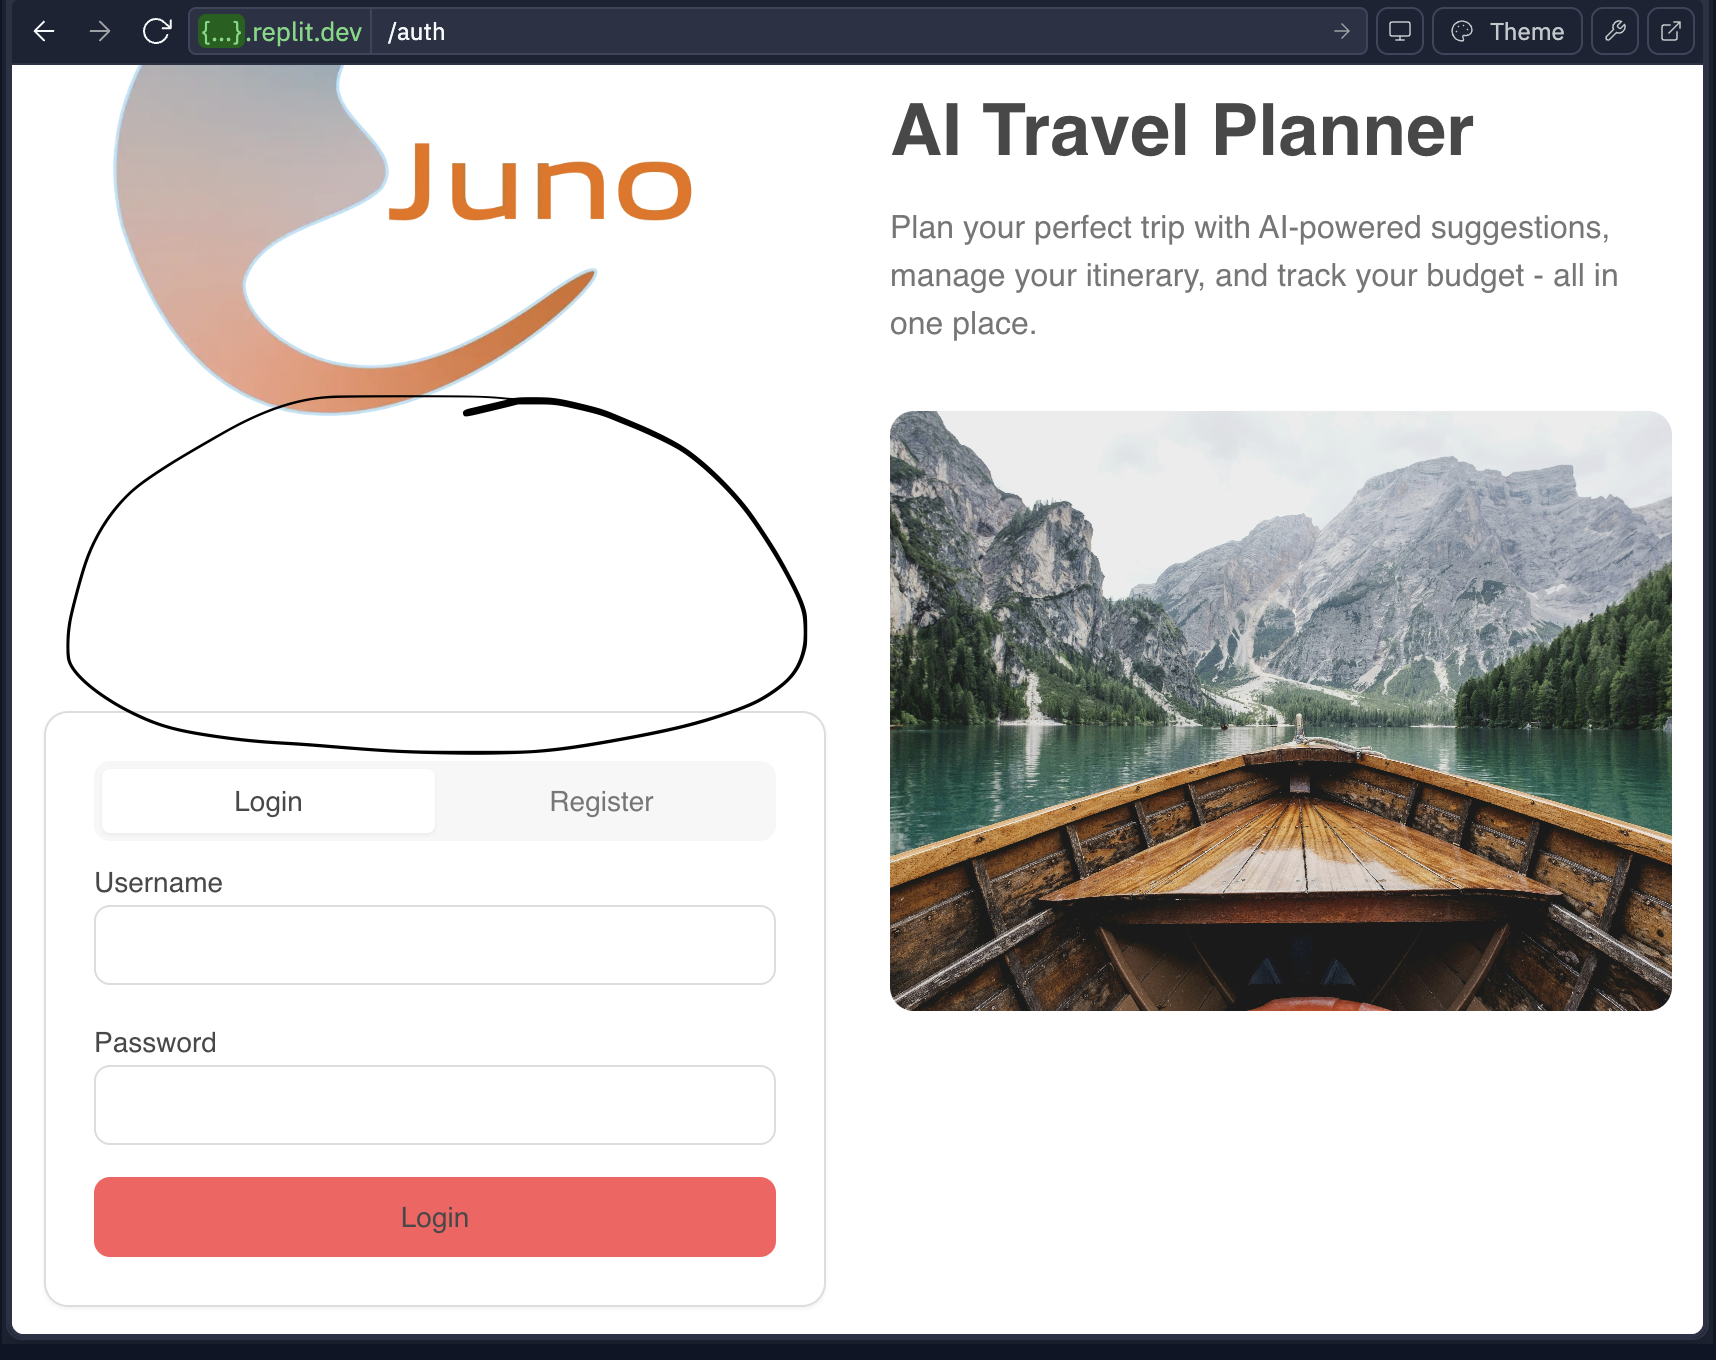 {...}.replit.dev /auth
Theme
Juno
AI Travel Planner
Plan your perfect trip with AI-powered suggestions,
manage your itinerary, and track your budget - all in
one place.
Login Register
Username
Password
Login